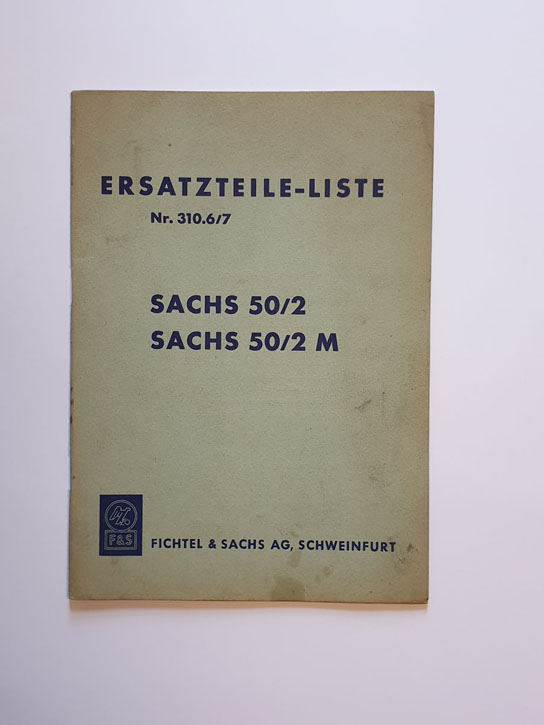 ERSATZTEILE-LISTE
Nr. 310.6/7
SACHS 50/2
SACHS 50/2 M
F&S
FICHTEL & SACHS AG, SCHWEINFURT